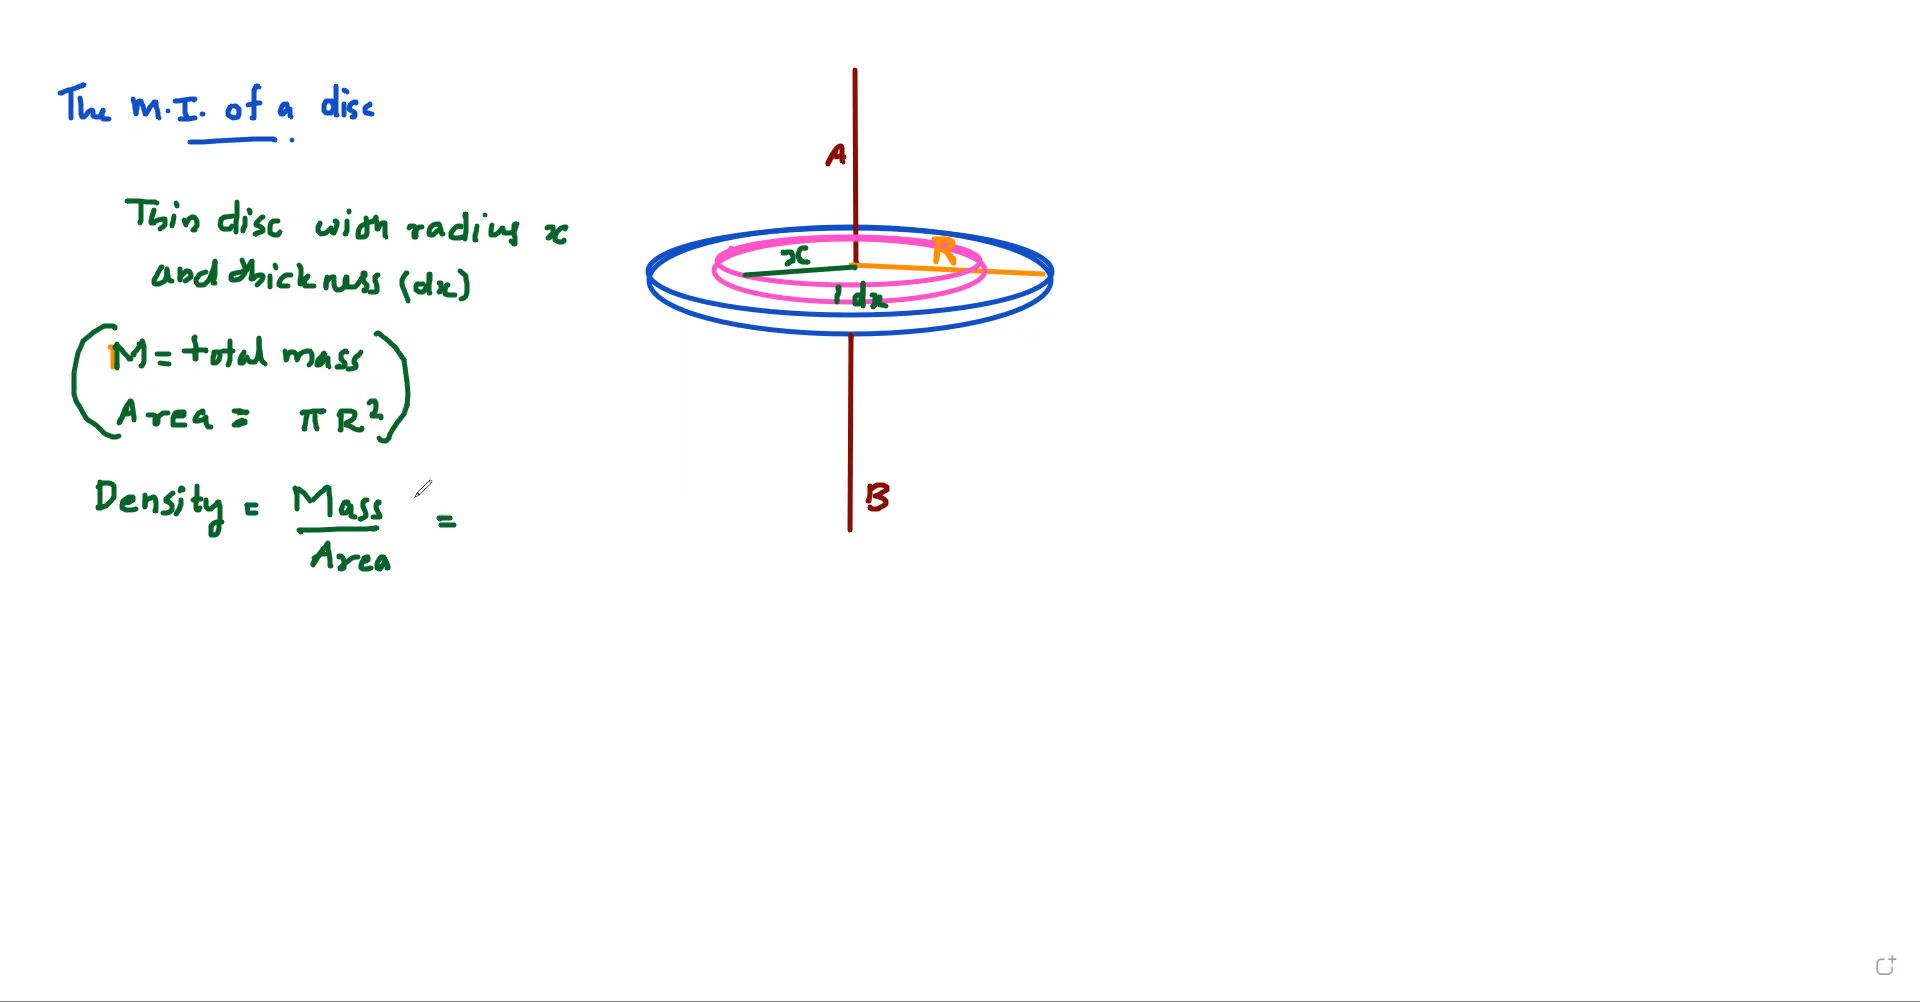 The M.I. of a disc
Thin disc with radius x
and thickness (dx)
M = total mass
Area = πR²
Density = Mass / Area =
A
x
R
dx
B